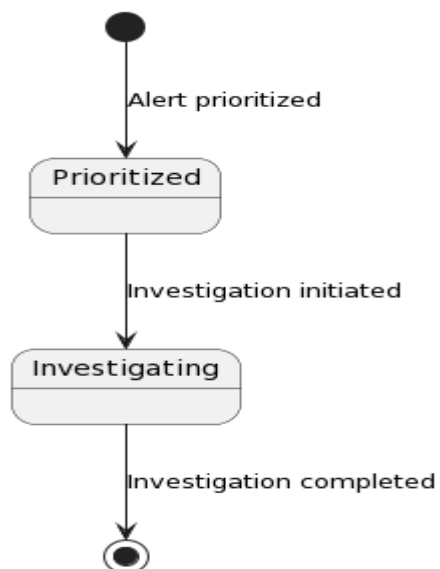 Alert prioritized
Prioritized
Investigation initiated
Investigating
Investigation completed